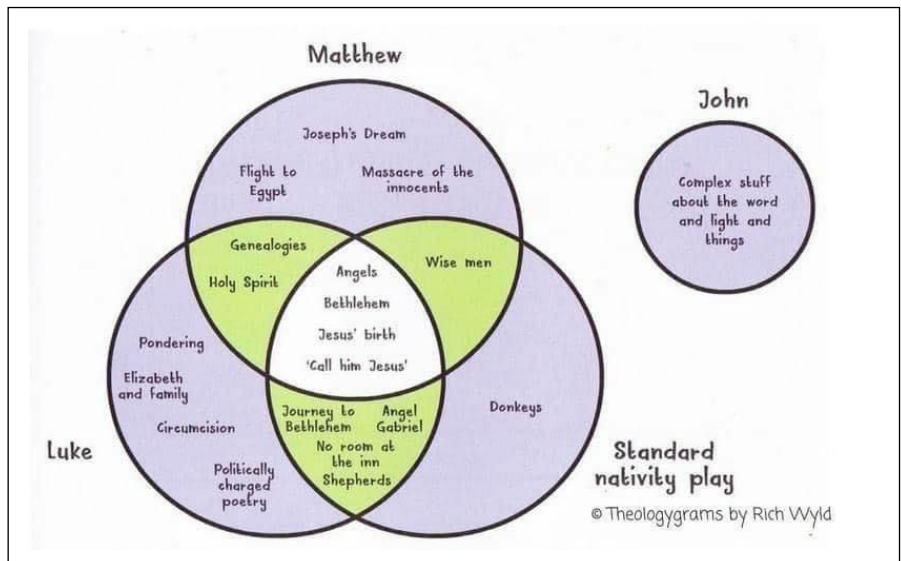 Matthew
Joseph's Dream
Flight to
Egypt
Massacre of the
innocents
Genealogies
Holy Spirit
Wise men
Angels
Bethlehem
Jesus' birth
'Call him Jesus'
Pondering
Elizabeth
and family
Circumcision
Politically
charged
poetry
Journey to
Bethlehem
Angel
Gabriel
No room at
the inn
Shepherds
Donkeys
Luke
Standard
nativity play
John
Complex stuff
about the word
and light and
things
© Theologygrams by Rich Wyld